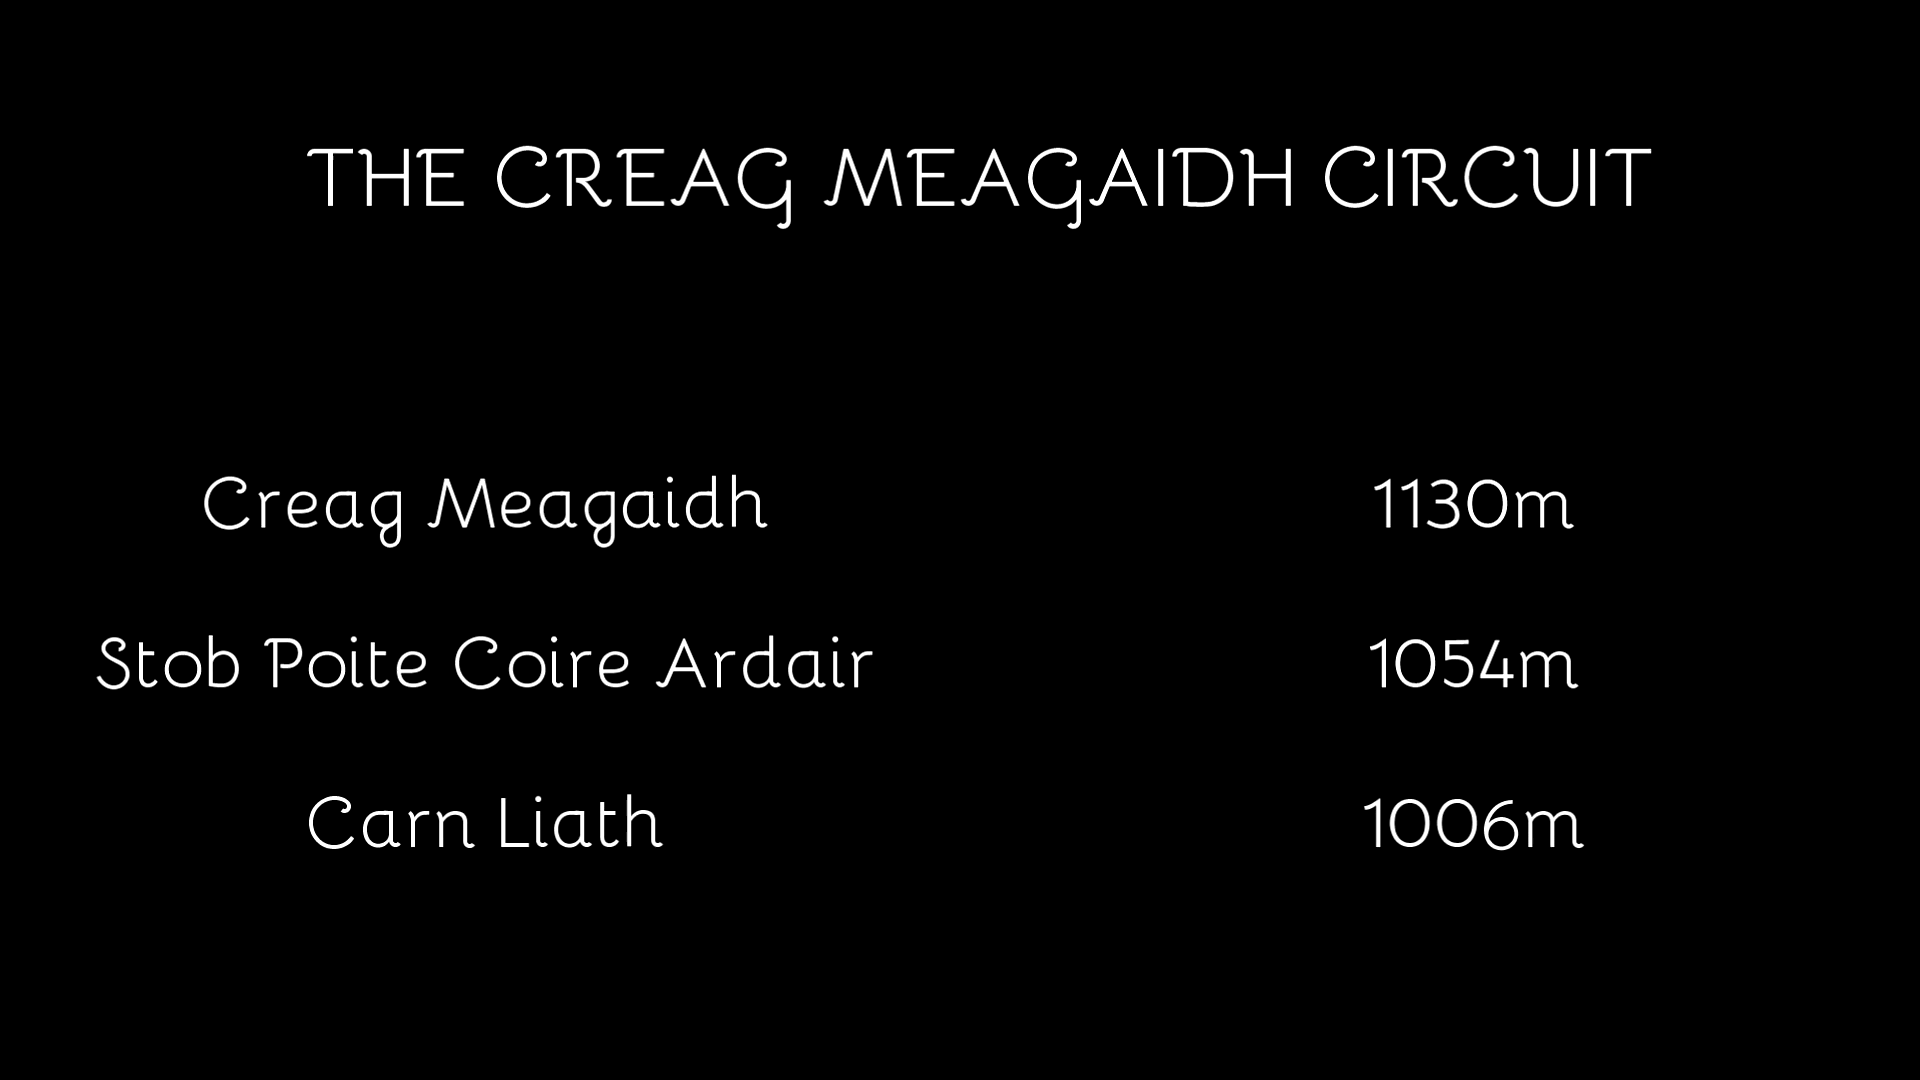 THE CREAG MEAGAIDH CIRCUIT
Creag Meagaidh 1130m
Stob Poite Coire Ardair 1054m
Carn Liath 1006m